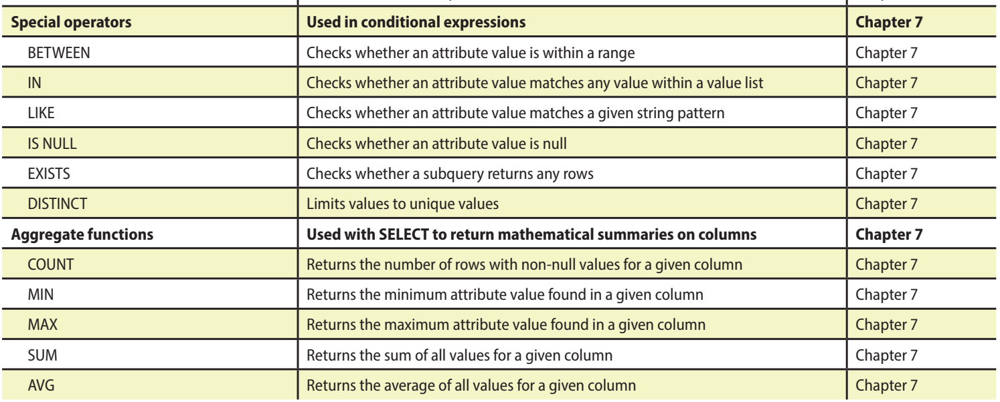 Special operators Used in conditional expressions Chapter 7
BETWEEN Checks whether an attribute value is within a range Chapter 7
IN Checks whether an attribute value matches any value within a value list Chapter 7
LIKE Checks whether an attribute value matches a given string pattern Chapter 7
IS NULL Checks whether an attribute value is null Chapter 7
EXISTS Checks whether a subquery returns any rows Chapter 7
DISTINCT Limits values to unique values Chapter 7
Aggregate functions Used with SELECT to return mathematical summaries on columns Chapter 7
COUNT Returns the number of rows with non-null values for a given column Chapter 7
MIN Returns the minimum attribute value found in a given column Chapter 7
MAX Returns the maximum attribute value found in a given column Chapter 7
SUM Returns the sum of all values for a given column Chapter 7
AVG Returns the average of all values for a given column Chapter 7